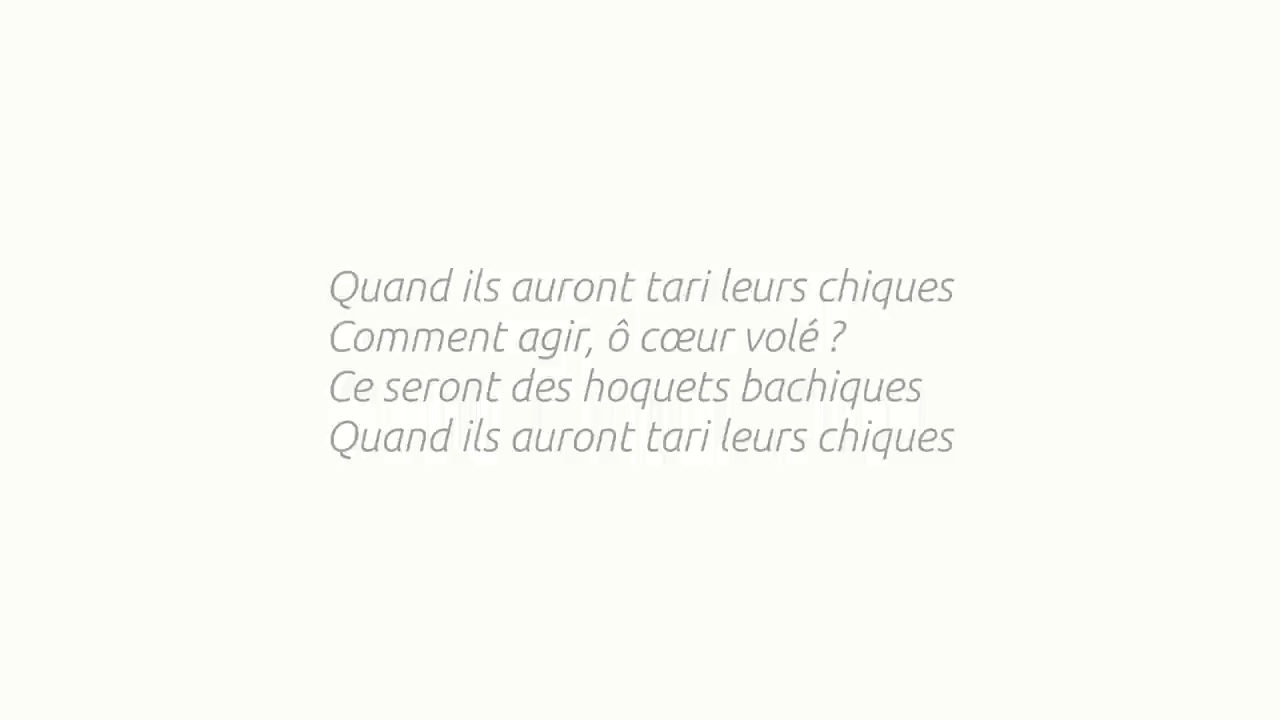 Quand ils auront tari leurs chiques
Comment agir, ô cœur volé ?
Ce seront des hoquets bachiques
Quand ils auront tari leurs chiques